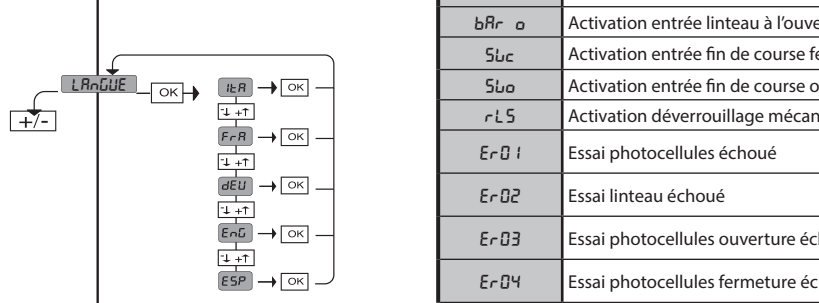 LAnGUE
OK
+/-
ItA
OK
-↓ +↑
FrA
OK
-↓ +↑
dEU
OK
-↓ +↑
EnG
OK
-↓ +↑
ESP
OK
bAr o
Activation entrée linteau à l'ouve
SWc
Activation entrée fin de course fe
SWo
Activation entrée fin de course o
rLS
Activation déverrouillage mécan
Er01
Essai photocellules échoué
Er02
Essai linteau échoué
Er03
Essai photocellules ouverture éch
Er04
Essai photocellules fermeture éc